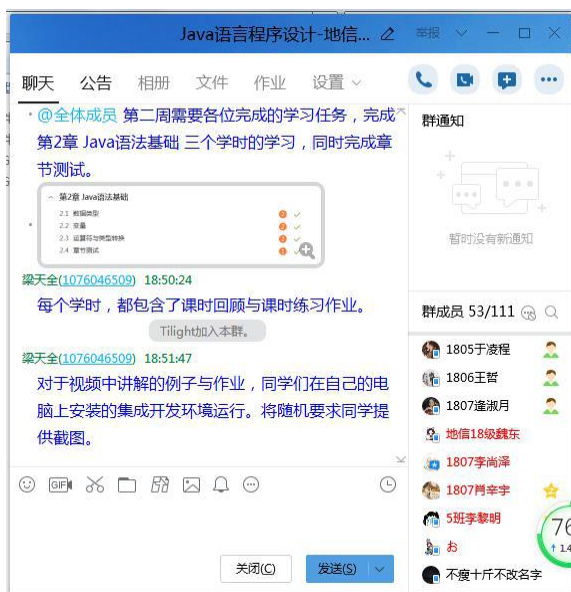 Java语言程序设计-地信...
举报
聊天 公告 相册 文件 作业 设置
@全体成员 第二周需要各位完成的学习任务，完成
第2章 Java语法基础 三个学时的学习，同时完成章
节测试。
第2章 Java语法基础
2.1 数据类型 2
2.2 变量 2
2.3 运算符与类型转换 2
2.4 章节测试 1
梁天全(1076046509) 18:50:24
每个学时，都包含了课时回顾与课时练习作业。
Tilight加入本群。
梁天全(1076046509) 18:51:47
对于视频中讲解的例子与作业，同学们在自己的电
脑上安装的集成开发环境运行。将随机要求同学提
供截图。
GIF
关闭(C) 发送(S)
群通知
暂时没有新通知
群成员 53/111
1805于凌程
1806王哲
1807逄淑月
地信18级魏东
1807李尚泽
1807肖辛宇
5班李黎明
お
不瘦十斤不改名字
76
1.4